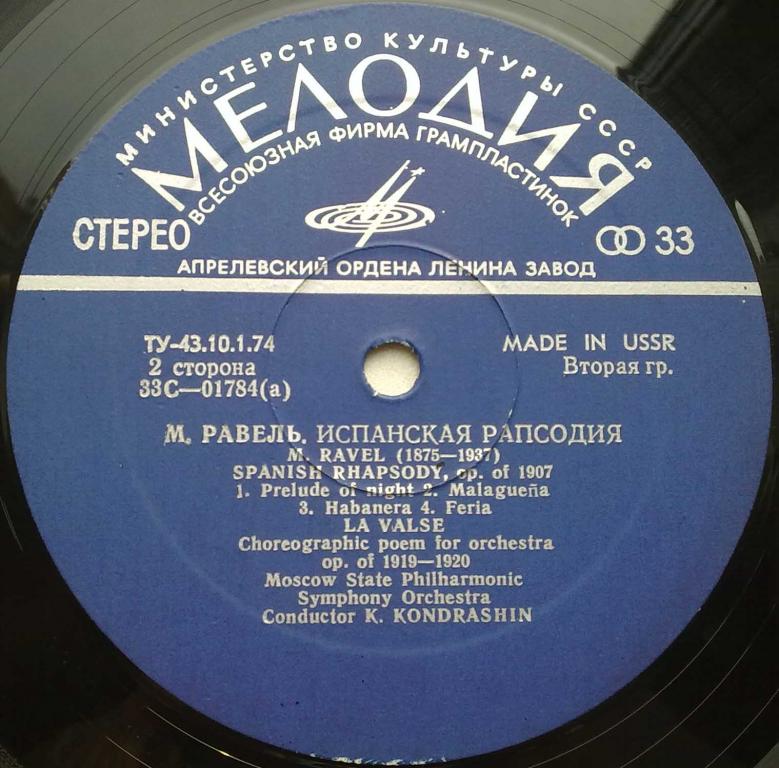 МИНИСТЕРСТВО КУЛЬТУРЫ СССР
МЕЛОДИЯ
ВСЕСОЮЗНАЯ ФИРМА ГРАМПЛАСТИНОК
СТЕРЕО
33
АПРЕЛЕВСКИЙ ОРДЕНА ЛЕНИНА ЗАВОД
ТУ-43.10.1.74
MADE IN USSR
2 сторона
Вторая гр.
33С—01784(а)
М. РАВЕЛЬ. ИСПАНСКАЯ РАПСОДИЯ
M. RAVEL (1875—1937)
SPANISH RHAPSODY, op. of 1907
1. Prelude of night 2. Malagueña
3. Habanera 4. Feria
LA VALSE
Choreographic poem for orchestra
op. of 1919—1920
Moscow State Philharmonic
Symphony Orchestra
Conductor K. KONDRASHIN